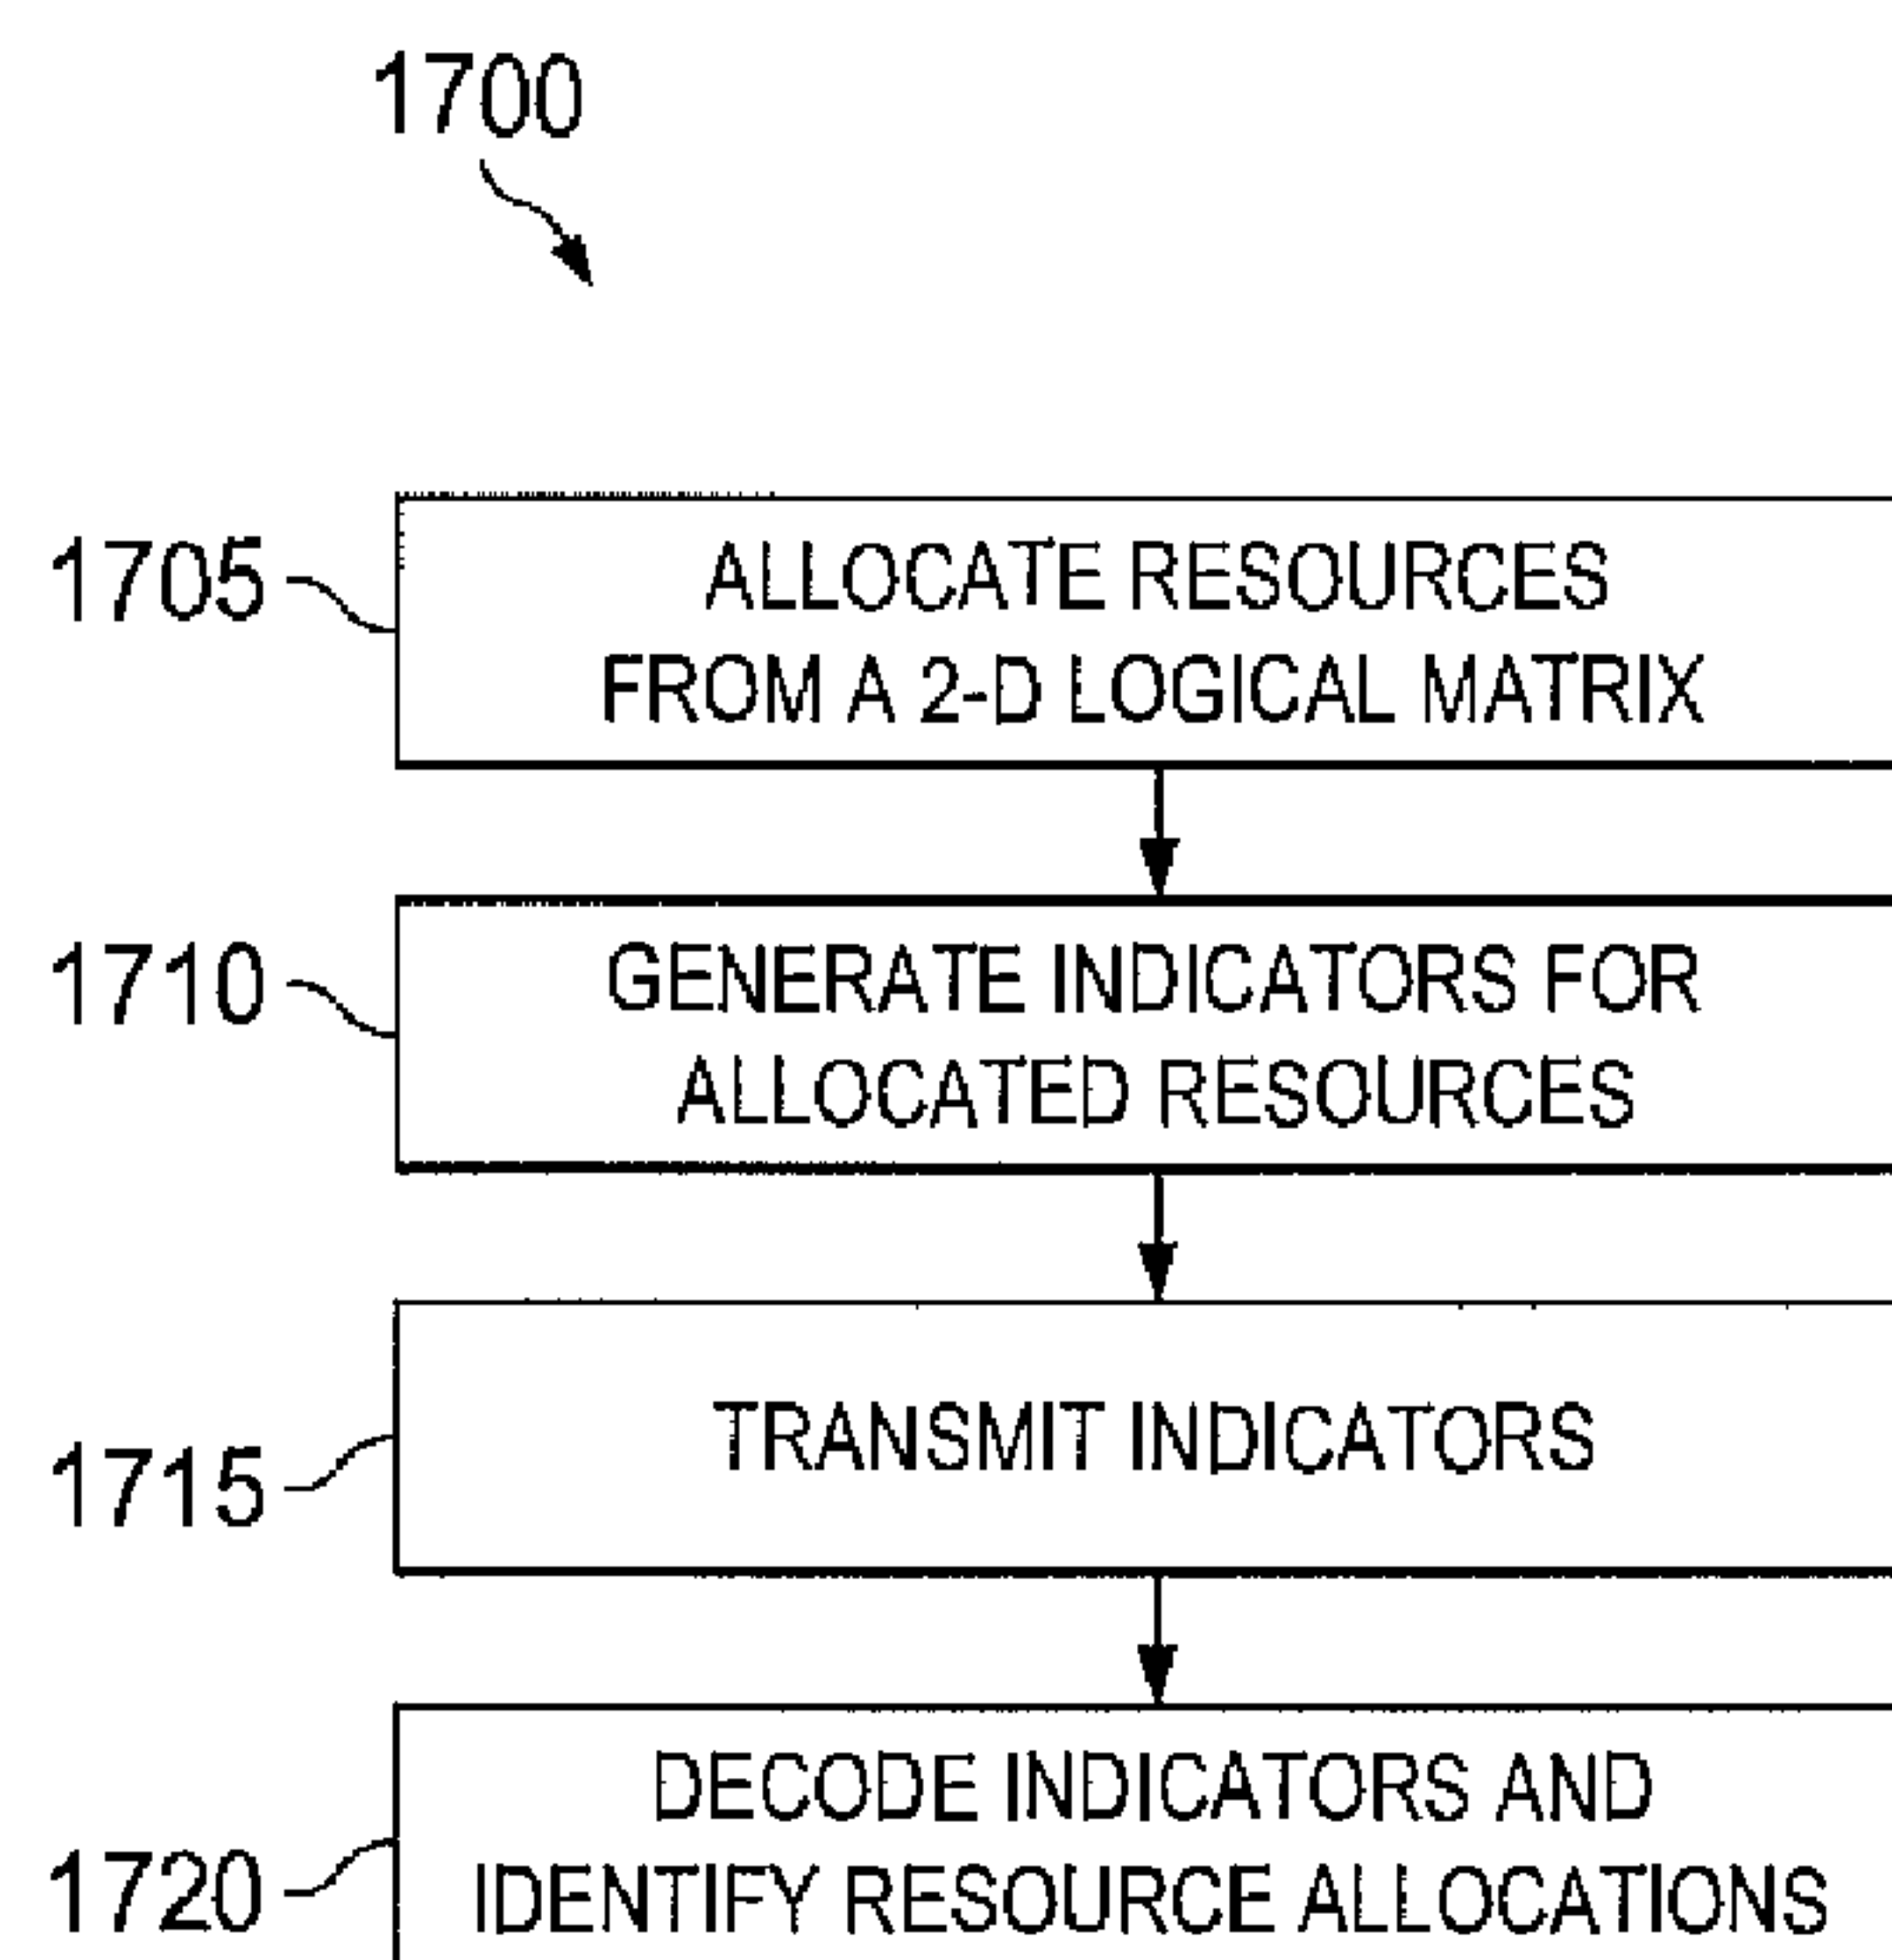 1700
1705
ALLOCATE RESOURCES
FROM A 2-D LOGICAL MATRIX
1710
GENERATE INDICATORS FOR
ALLOCATED RESOURCES
1715
TRANSMIT INDICATORS
1720
DECODE INDICATORS AND
IDENTIFY RESOURCE ALLOCATIONS